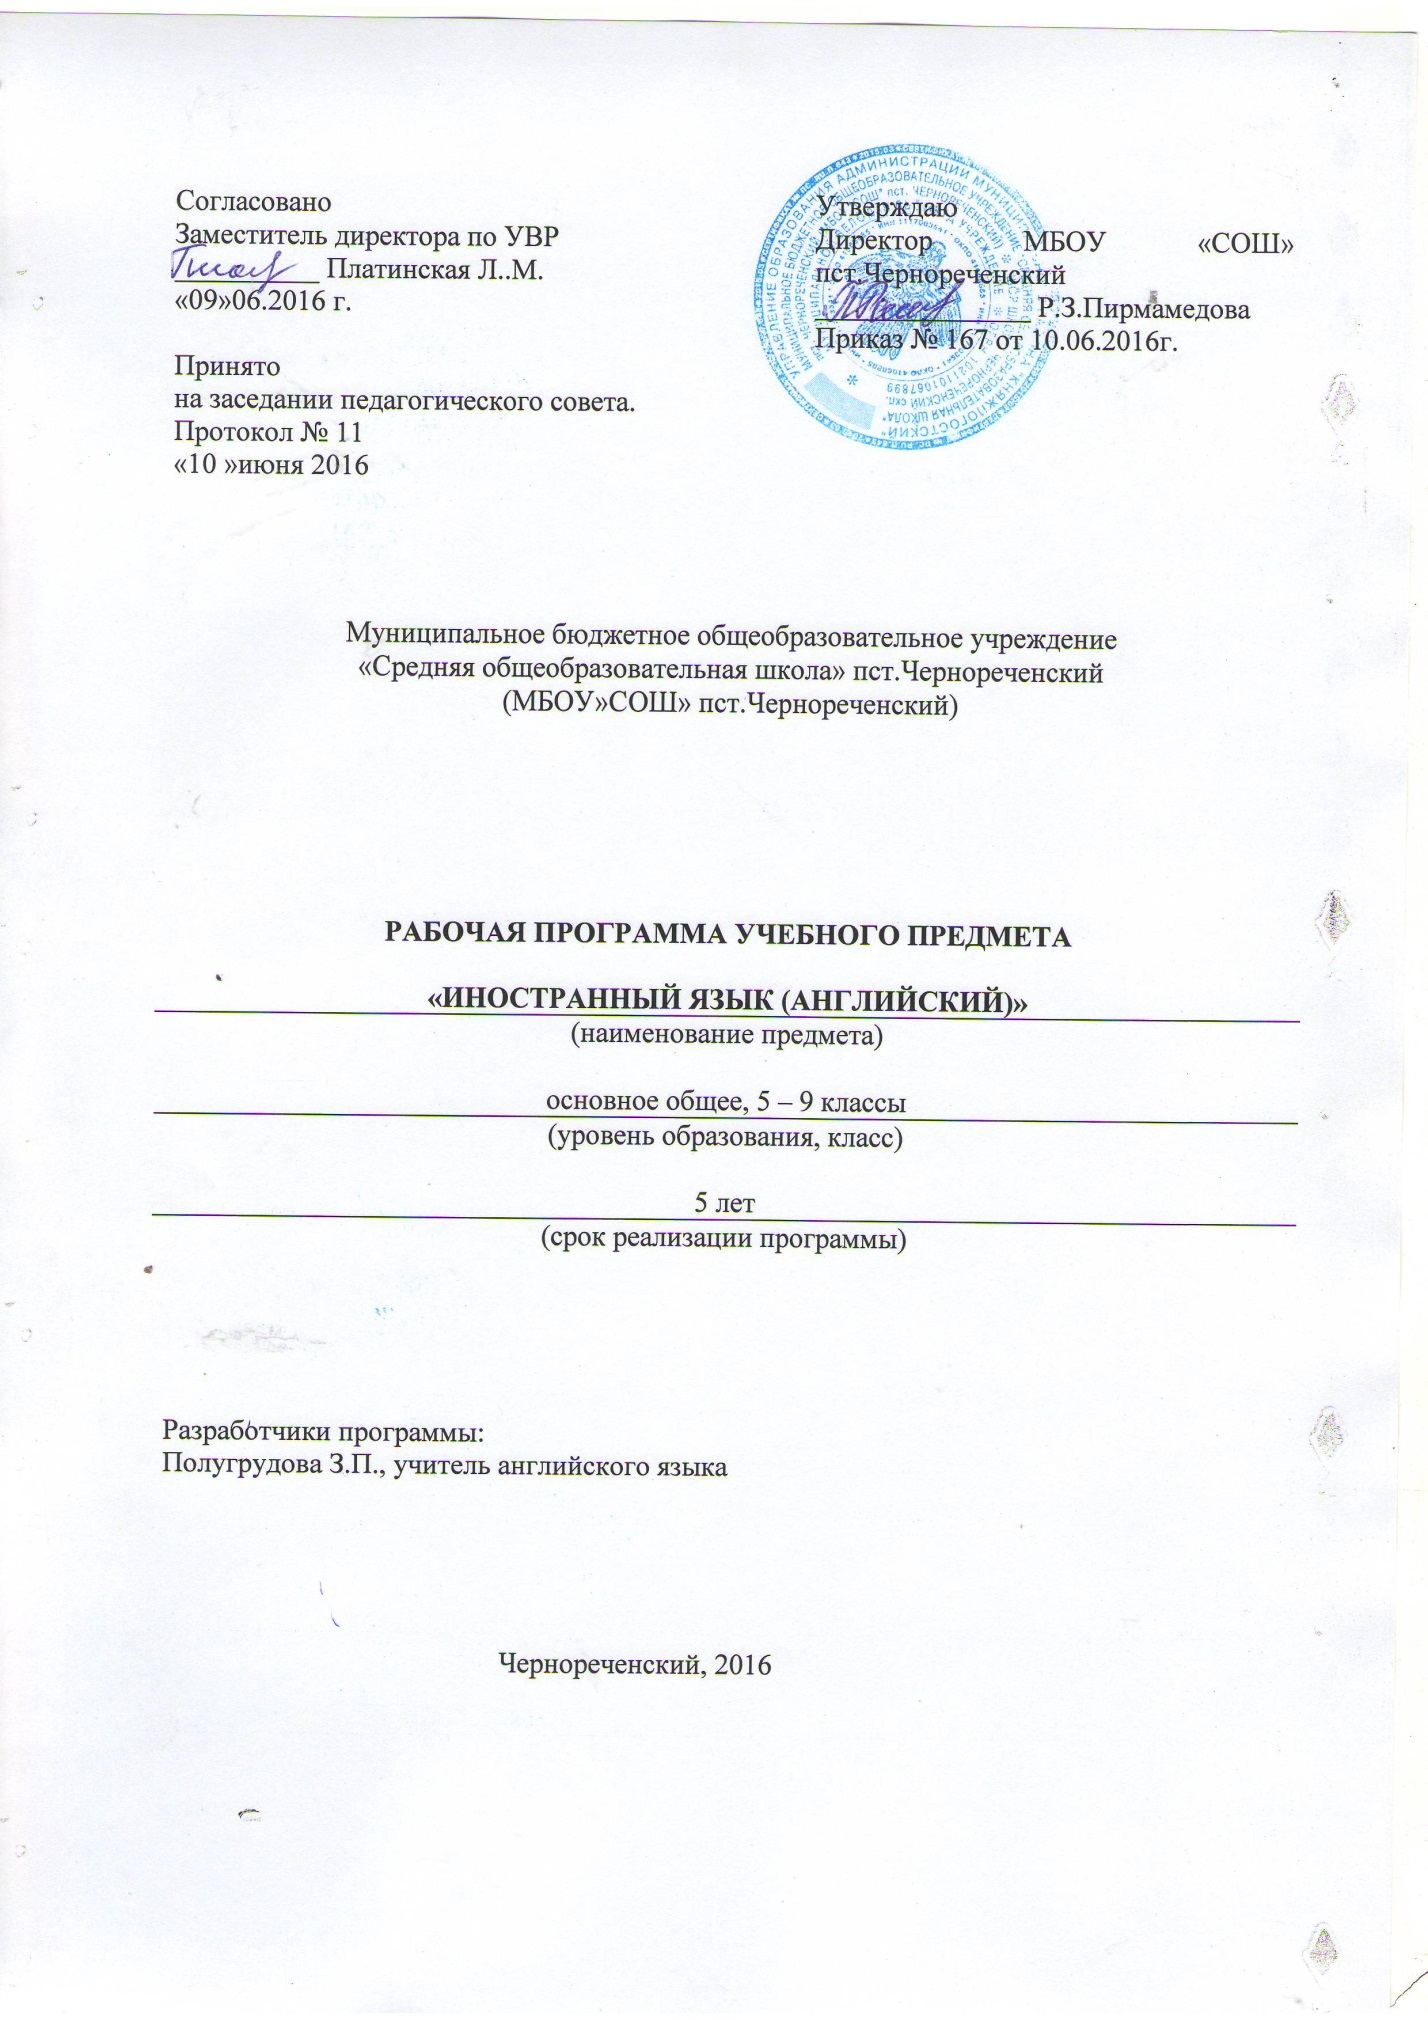 Согласовано
Заместитель директора по УВР
__________ Платинская Л..М.
«09»06.2016 г.
Принято
на заседании педагогического совета.
Протокол № 11
«10 »июня 2016
Утверждаю
Директор МБОУ «СОШ»
пст.Чернореченский
_______________ Р.З.Пирмамедова
Приказ № 167 от 10.06.2016г.
Муниципальное бюджетное общеобразовательное учреждение
«Средняя общеобразовательная школа» пст.Чернореченский
(МБОУ»СОШ» пст.Чернореченский)
РАБОЧАЯ ПРОГРАММА УЧЕБНОГО ПРЕДМЕТА
«ИНОСТРАННЫЙ ЯЗЫК (АНГЛИЙСКИЙ)»
(наименование предмета)
основное общее, 5 – 9 классы
(уровень образования, класс)
5 лет
(срок реализации программы)
Разработчики программы:
Полугрудова З.П., учитель английского языка
Чернореченский, 2016